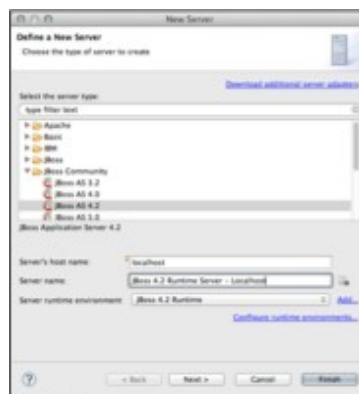 New Server
Define a New Server
Choose the type of server to create
Download additional server adapters
Select the server type:
type filter text
Apache
Basic
IBM
JBoss
JBoss Community
JBoss AS 3.2
JBoss AS 4.0
JBoss AS 4.2
JBoss AS 5.0
JBoss Application Server 4.2
Server's host name: localhost
Server name: JBoss 4.2 Runtime Server - Localhost
Server runtime environment JBoss 4.2 Runtime Add...
Configure runtime environments...
? < Back Next > Cancel Finish